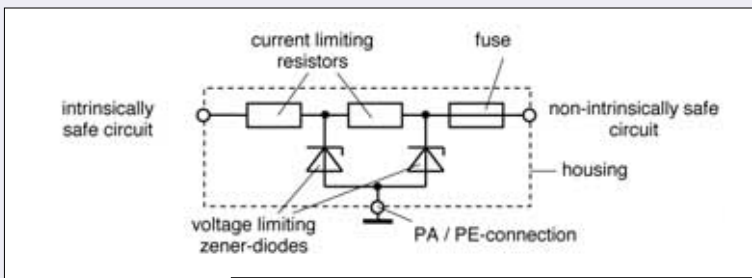 current limiting
resistors
fuse
intrinsically
safe circuit
non-intrinsically safe
circuit
housing
voltage limiting
zener-diodes
PA / PE-connection